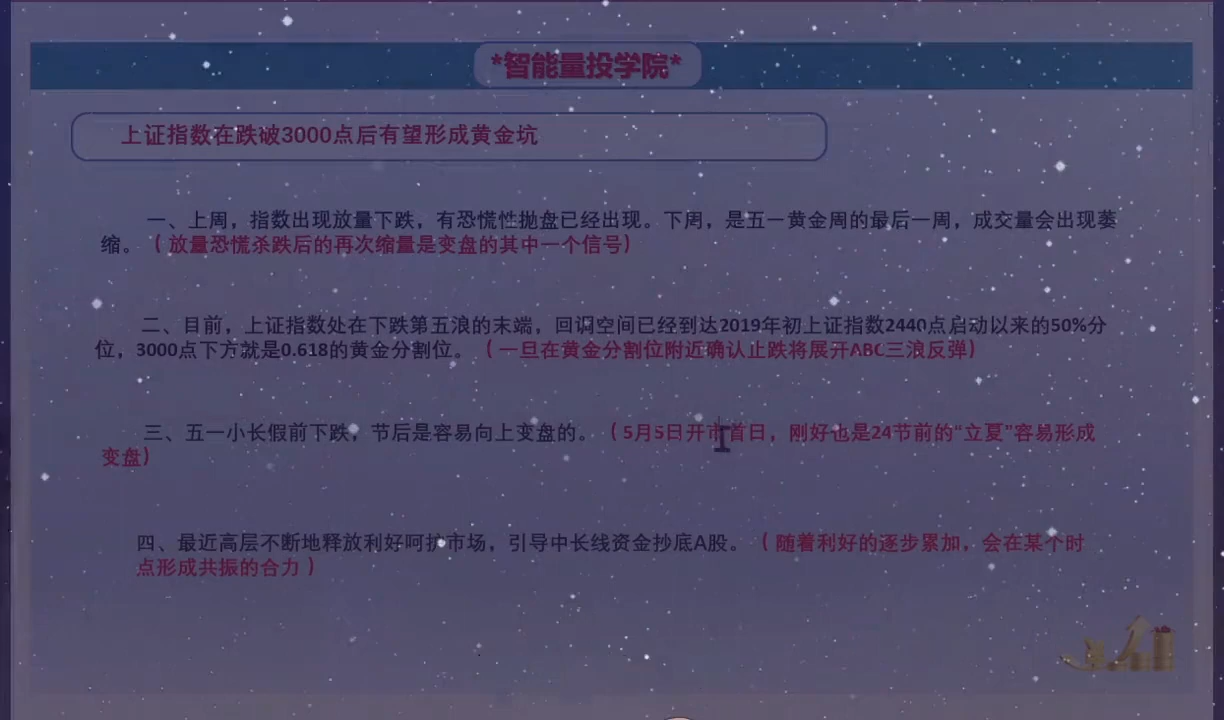 *智能量投学院*
上证指数在跌破3000点后有望形成黄金坑
一、上周，指数出现放量下跌，有恐慌性抛盘已经出现。下周，是五一黄金周的最后一周，成交量会出现萎
缩。（放量恐慌杀跌后的再次缩量是变盘的其中一个信号）
二、目前，上证指数处在下跌第五浪的末端，回调空间已经到达2019年初上证指数2440点启动以来的50%分
位，3000点下方就是0.618的黄金分割位。（一旦在黄金分割位附近确认止跌将展开ABC三浪反弹）
三、五一小长假前下跌，节后是容易向上变盘的。（5月5日开市首日，刚好也是24节前的“立夏”容易形成
变盘）
四、最近高层不断地释放利好呵护市场，引导中长线资金抄底A股。（随着利好的逐步累加，会在某个时
点形成共振的合力）